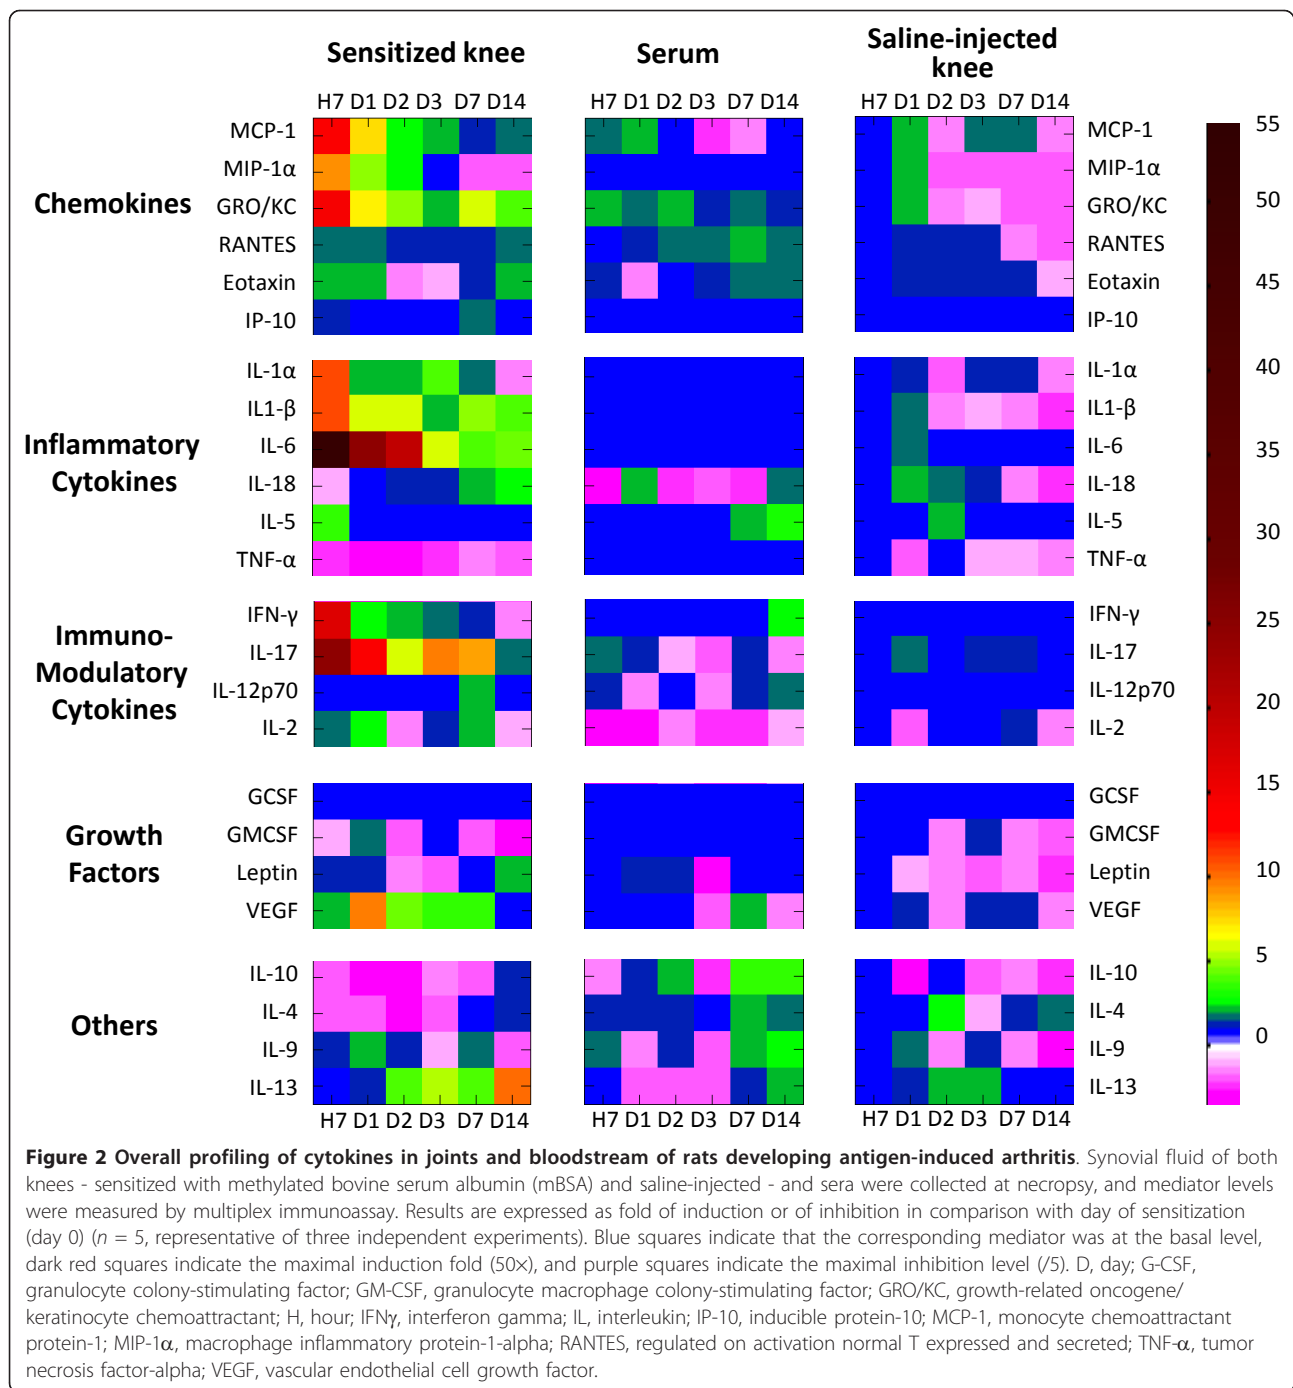 Sensitized knee
Serum
Saline-injected
knee
H7 D1 D2 D3 D7 D14
H7 D1 D2 D3 D7 D14
H7 D1 D2 D3 D7 D14
Chemokines
MCP-1
MIP-1α
GRO/KC
RANTES
Eotaxin
IP-10
MCP-1
MIP-1α
GRO/KC
RANTES
Eotaxin
IP-10
Inflammatory
Cytokines
IL-1α
IL1-β
IL-6
IL-18
IL-5
TNF-α
IL-1α
IL1-β
IL-6
IL-18
IL-5
TNF-α
Immuno-
Modulatory
Cytokines
IFN-γ
IL-17
IL-12p70
IL-2
IFN-γ
IL-17
IL-12p70
IL-2
Growth
Factors
GCSF
GMCSF
Leptin
VEGF
GCSF
GMCSF
Leptin
VEGF
Others
IL-10
IL-4
IL-9
IL-13
IL-10
IL-4
IL-9
IL-13
H7 D1 D2 D3 D7 D14
H7 D1 D2 D3 D7 D14
H7 D1 D2 D3 D7 D14
55
50
45
40
35
30
25
20
15
10
5
0
Figure 2 Overall profiling of cytokines in joints and bloodstream of rats developing antigen-induced arthritis. Synovial fluid of both
knees - sensitized with methylated bovine serum albumin (mBSA) and saline-injected - and sera were collected at necropsy, and mediator levels
were measured by multiplex immunoassay. Results are expressed as fold of induction or of inhibition in comparison with day of sensitization
(day 0) (n = 5, representative of three independent experiments). Blue squares indicate that the corresponding mediator was at the basal level,
dark red squares indicate the maximal induction fold (50×), and purple squares indicate the maximal inhibition level (/5). D, day; G-CSF,
granulocyte colony-stimulating factor; GM-CSF, granulocyte macrophage colony-stimulating factor; GRO/KC, growth-related oncogene/
keratinocyte chemoattractant; H, hour; IFNγ, interferon gamma; IL, interleukin; IP-10, inducible protein-10; MCP-1, monocyte chemoattractant
protein-1; MIP-1α, macrophage inflammatory protein-1-alpha; RANTES, regulated on activation normal T expressed and secreted; TNF-α, tumor
necrosis factor-alpha; VEGF, vascular endothelial cell growth factor.